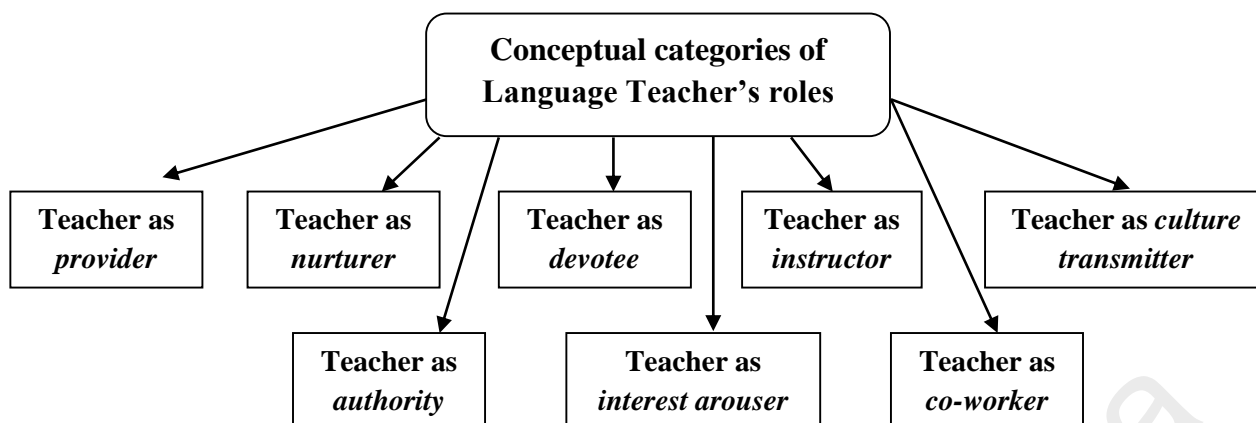 Conceptual categories of
Language Teacher’s roles
Teacher as
provider
Teacher as
nurturer
Teacher as
devotee
Teacher as
instructor
Teacher as culture
transmitter
Teacher as
authority
Teacher as
interest arouser
Teacher as
co-worker